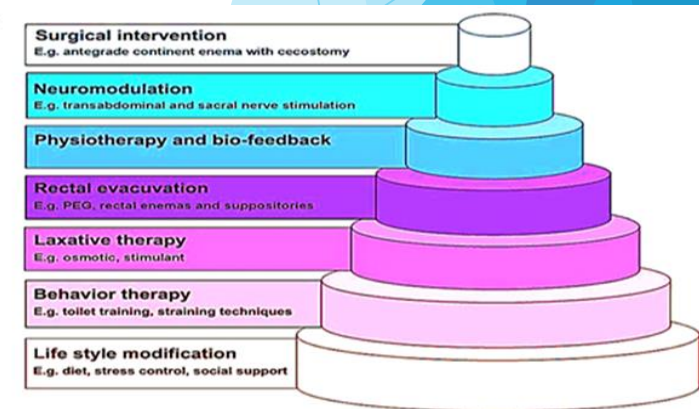 Surgical intervention
E.g. antegrade continent enema with cecostomy
Neuromodulation
E.g. transabdominal and sacral nerve stimulation
Physiotherapy and bio-feedback
Rectal evacuvation
E.g. PEG, rectal enemas and suppositories
Laxative therapy
E.g. osmotic, stimulant
Behavior therapy
E.g. toilet training, straining techniques
Life style modification
E.g. diet, stress control, social support